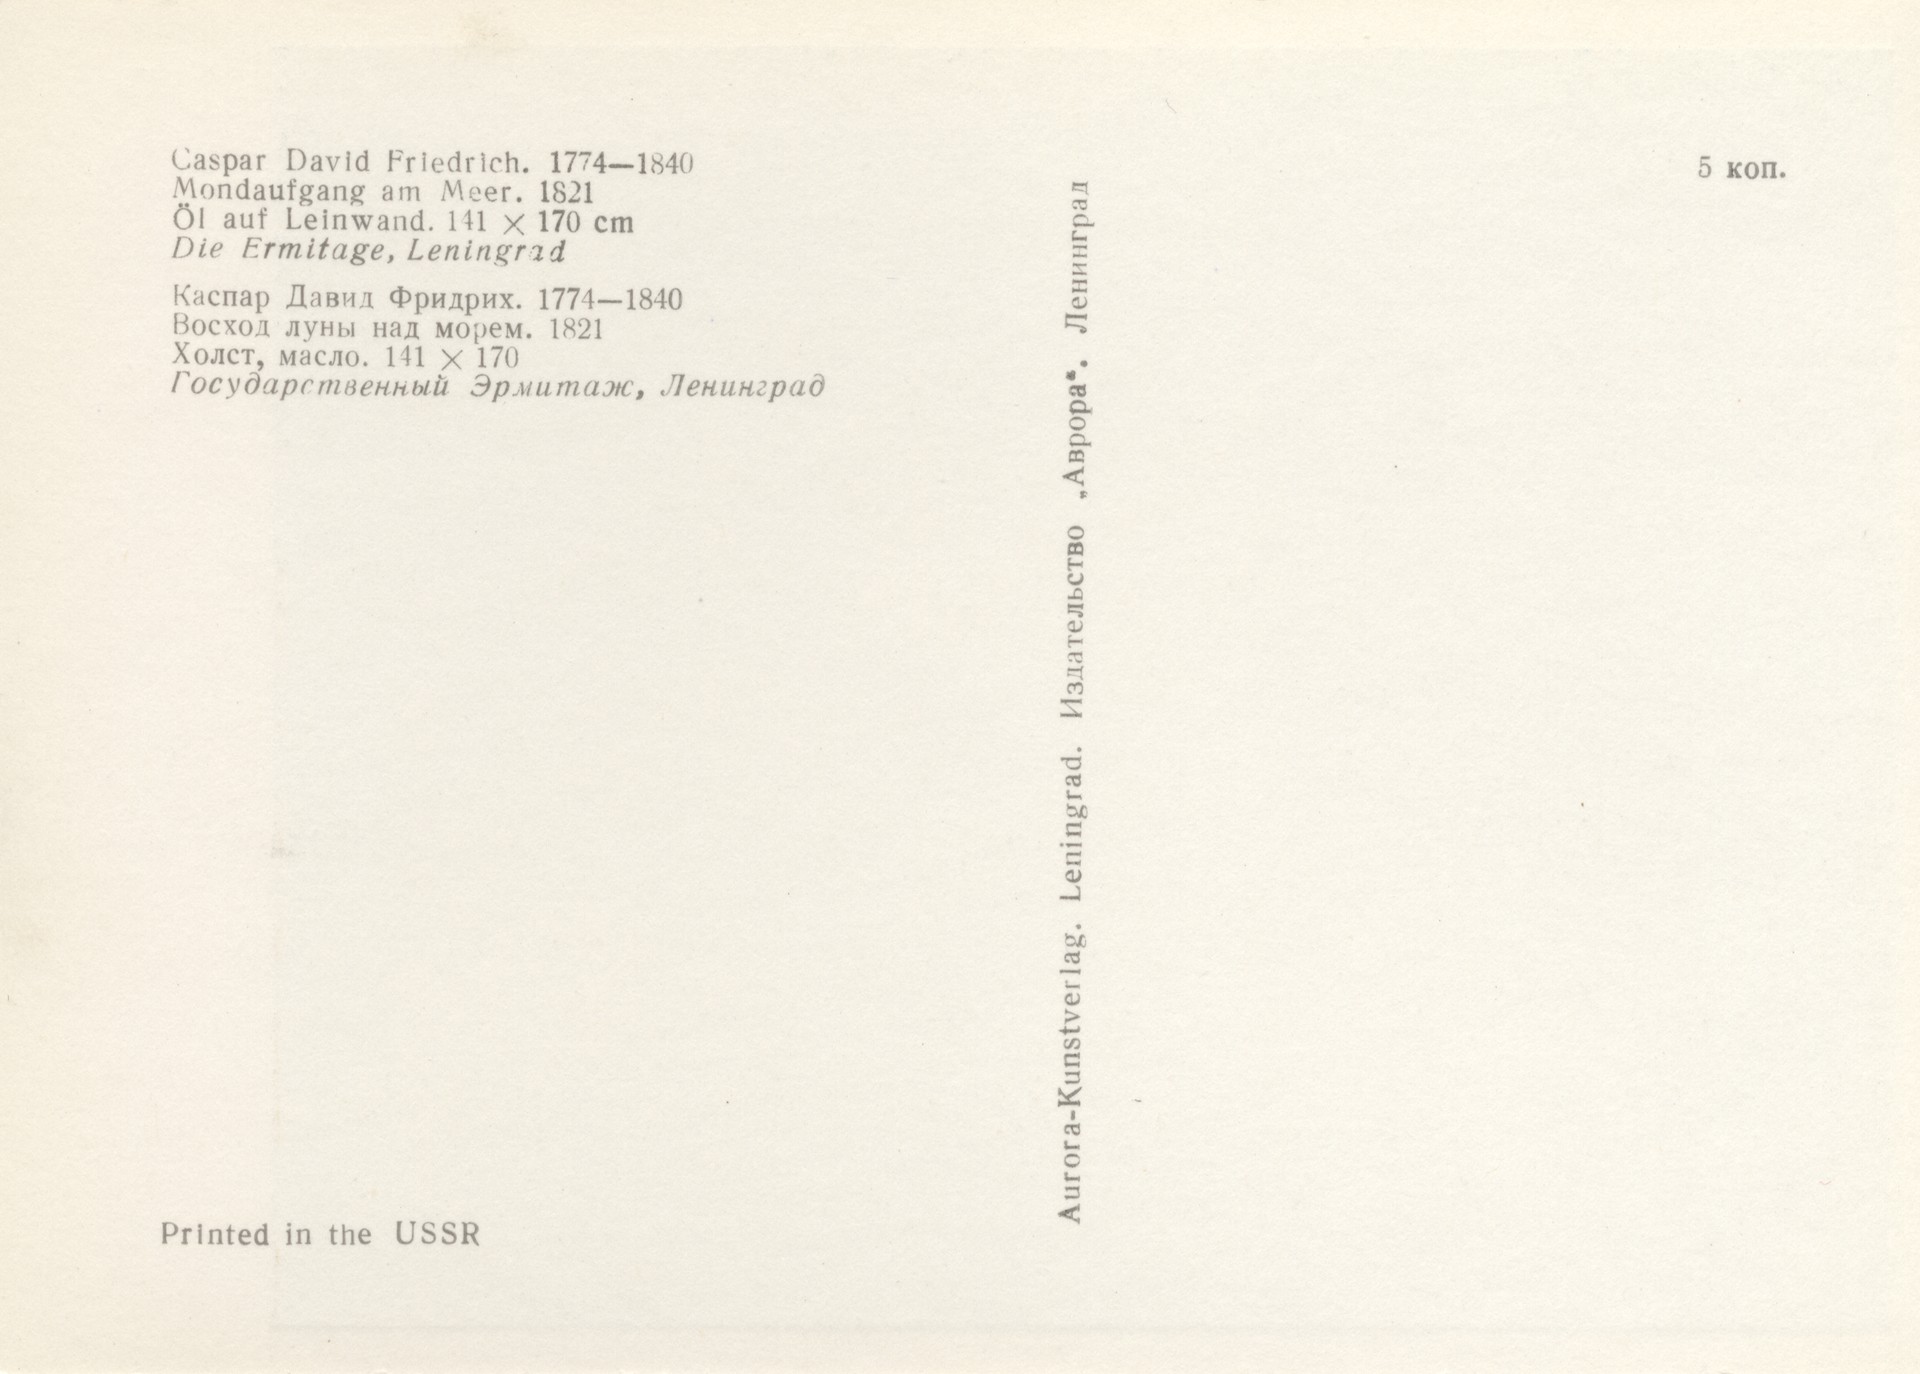 Caspar David Friedrich. 1774—1840
Mondaufgang am Meer. 1821
Öl auf Leinwand. 141 × 170 cm
Die Ermitage, Leningrad
Каспар Давид Фридрих. 1774—1840
Восход луны над морем. 1821
Холст, масло. 141 × 170
Государственный Эрмитаж, Ленинград
Printed in the USSR
Aurora-Kunstverlag. Leningrad. Издательство „Аврора“. Ленинград
5 коп.